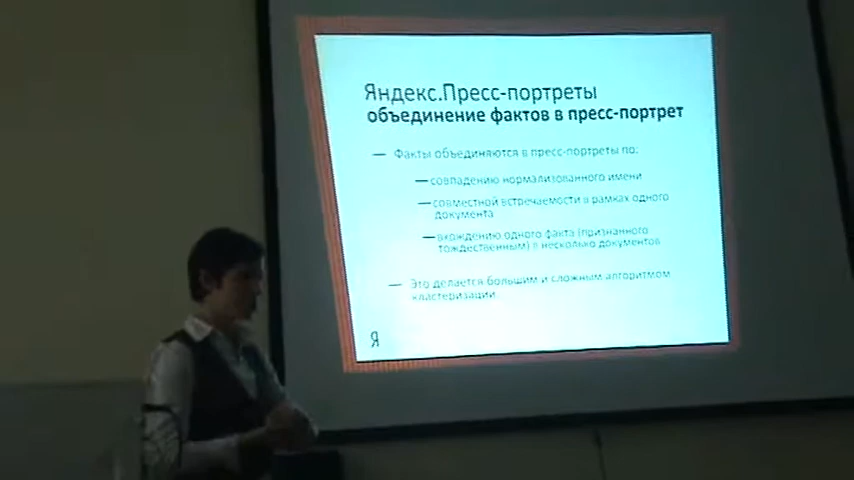 Яндекс.Пресс-портреты
объединение фактов в пресс-портрет
— Факты объединяются в пресс-портреты по:
— совпадению нормализованного имени
— совместной встречаемости в рамках одного
документа
— вхождению одного факта (признанного
тождественным) в несколько документов
— Это делается большим и сложным алгоритмом
кластеризации
Я